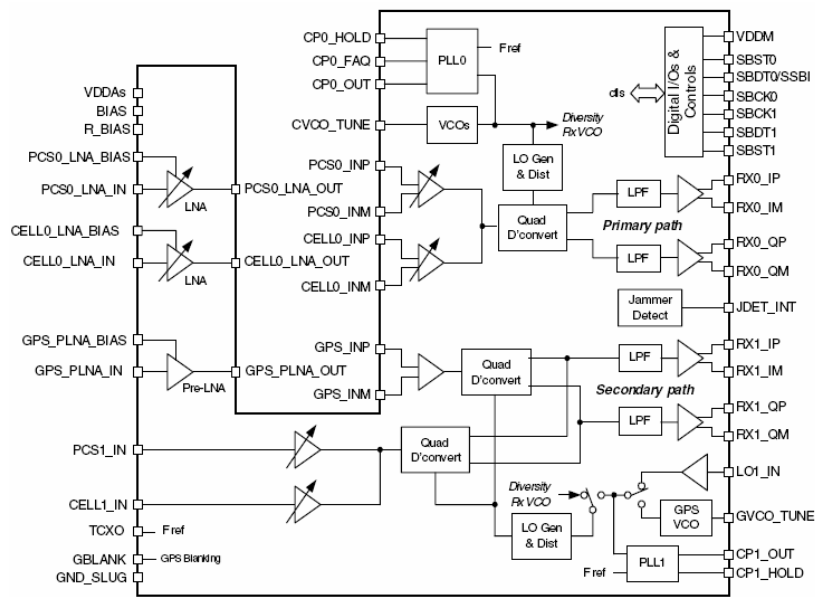 VDDAs
BIAS
R_BIAS
PCS0_LNA_BIAS
PCS0_LNA_IN
LNA
PCS0_LNA_OUT
CELL0_LNA_BIAS
CELL0_LNA_IN
LNA
CELL0_LNA_OUT
GPS_PLNA_BIAS
GPS_PLNA_IN
Pre-LNA
GPS_PLNA_OUT
PCS1_IN
CELL1_IN
TCXO
Fref
GBLANK
GPS Blanking
GND_SLUG
CP0_HOLD
CP0_FAQ
CP0_OUT
CVCO_TUNE
PCS0_INP
PCS0_INM
CELL0_INP
CELL0_INM
GPS_INP
GPS_INM
PLL0
Fref
VCOs
Diversity
RxVCO
LO Gen
& Dist
Quad
D'convert
LPF
Primary path
LPF
ctls
Digital I/Os &
Controls
VDDM
SBST0
SBDT0/SSBI
SBCK0
SBCK1
SBDT1
SBST1
RX0_IP
RX0_IM
RX0_QP
RX0_QM
Jammer
Detect
JDET_INT
Quad
D'convert
LPF
Secondary path
LPF
RX1_IP
RX1_IM
RX1_QP
RX1_QM
Quad
D'convert
Diversity
RxVCO
LO Gen
& Dist
LO1_IN
GPS
VCO
GVCO_TUNE
Fref
PLL1
CP1_OUT
CP1_HOLD